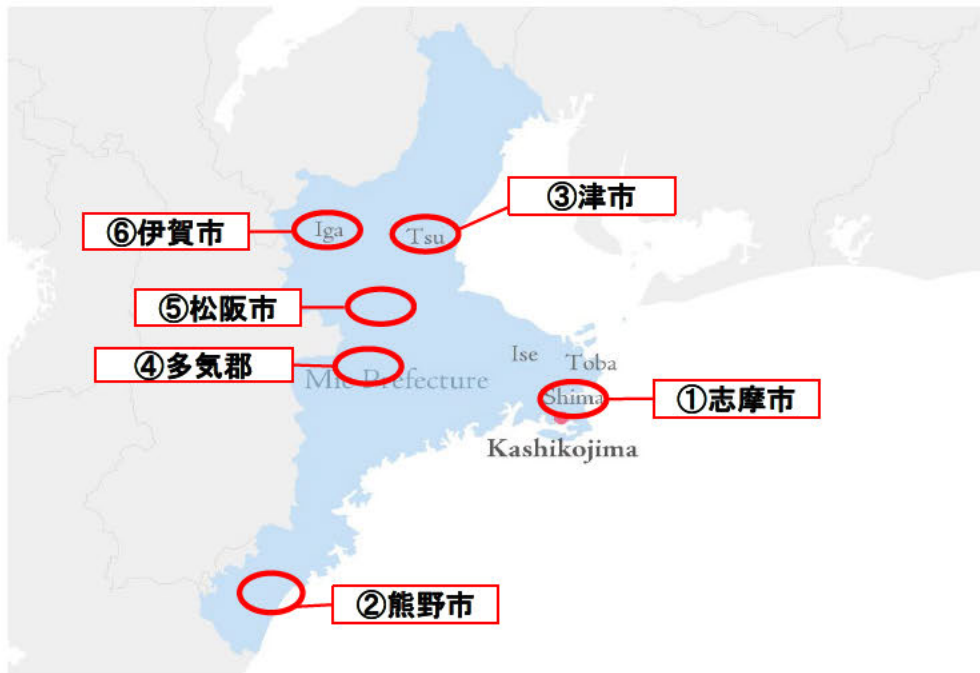 ③津市
⑥伊賀市
Iga
Tsu
⑤松阪市
④多気郡
Mie Prefecture
Ise
Toba
Shima
①志摩市
Kashikojima
②熊野市